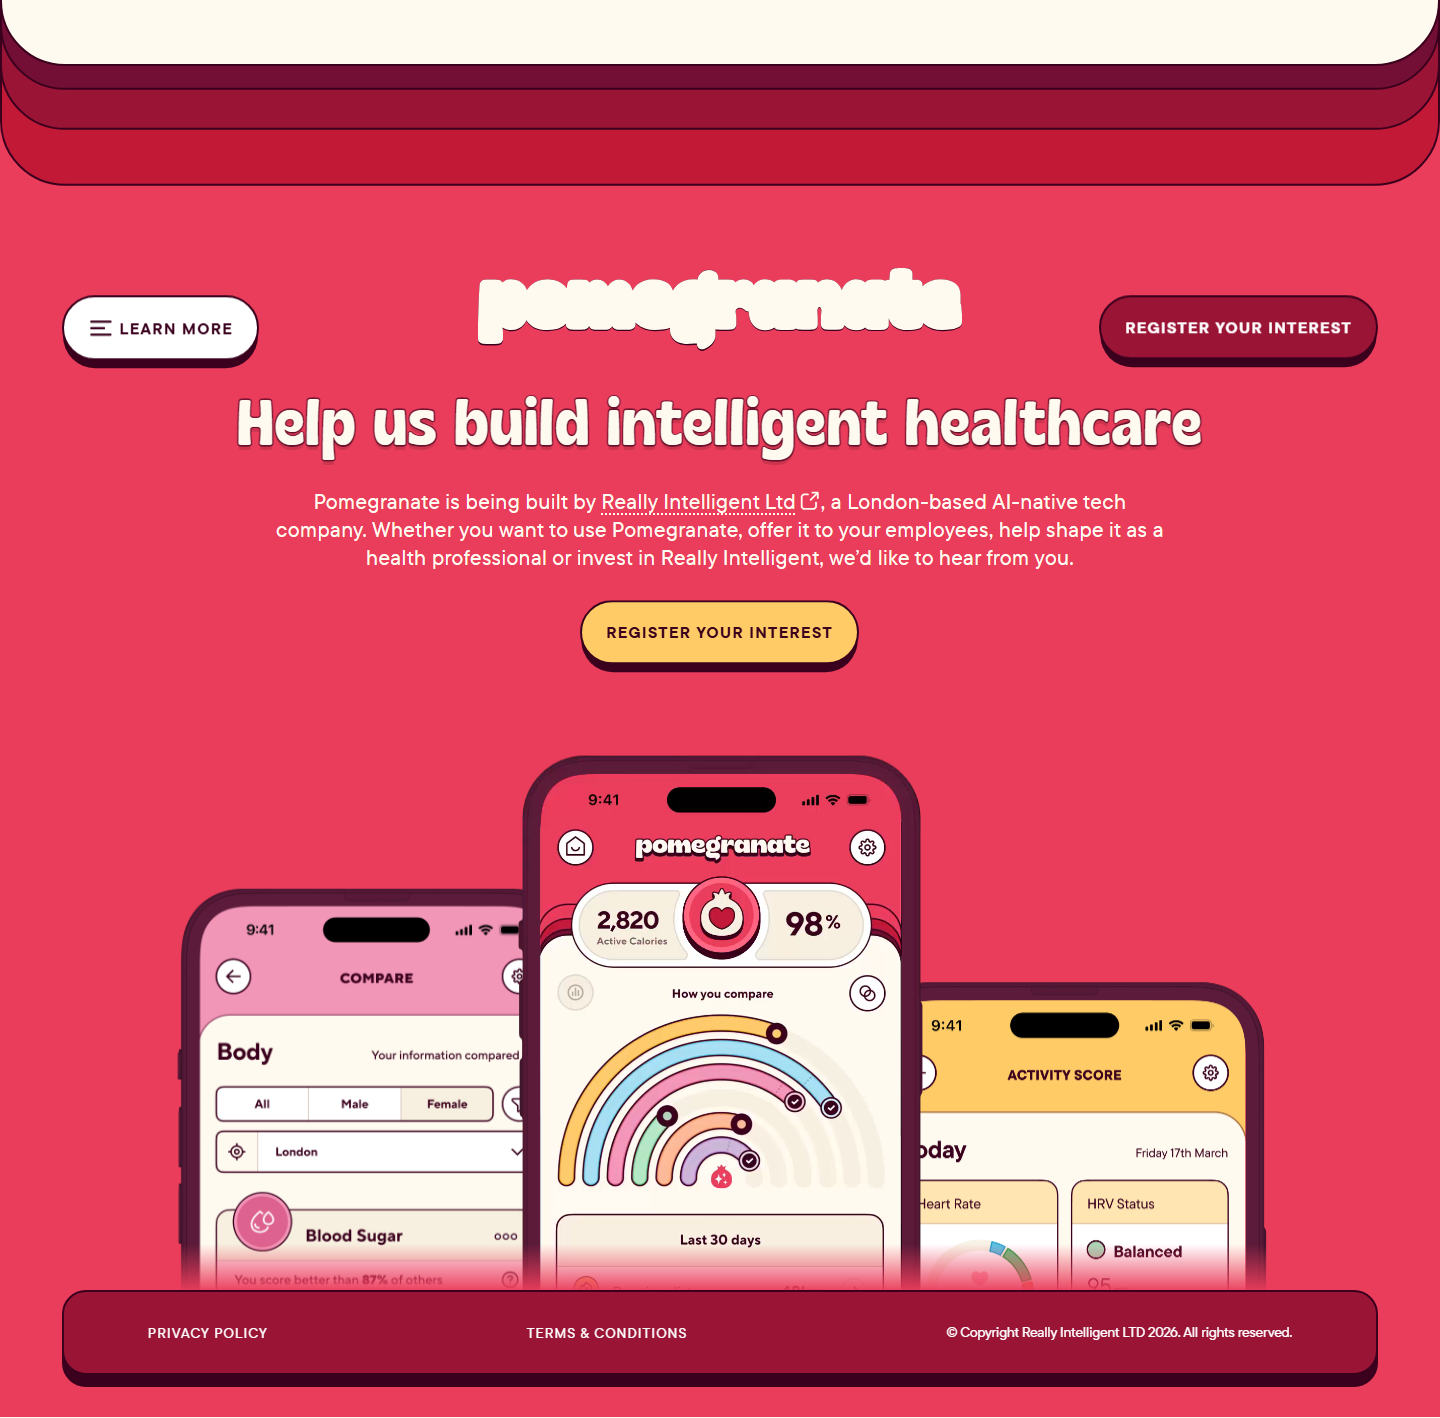 pomegranate
LEARN MORE
REGISTER YOUR INTEREST
Help us build intelligent healthcare
Pomegranate is being built by Really Intelligent Ltd, a London-based AI-native tech
company. Whether you want to use Pomegranate, offer it to your employees, help shape it as a
health professional or invest in Really Intelligent, we’d like to hear from you.
REGISTER YOUR INTEREST
9:41
pomegranate
2,820
Active Calories
98%
How you compare
Last 30 days
9:41
COMPARE
Body
Your information compared
All
Male
Female
London
Blood Sugar
You score better than 87% of others
9:41
ACTIVITY SCORE
oday
Friday 17th March
Heart Rate
HRV Status
Balanced
PRIVACY POLICY
TERMS & CONDITIONS
© Copyright Really Intelligent LTD 2026. All rights reserved.